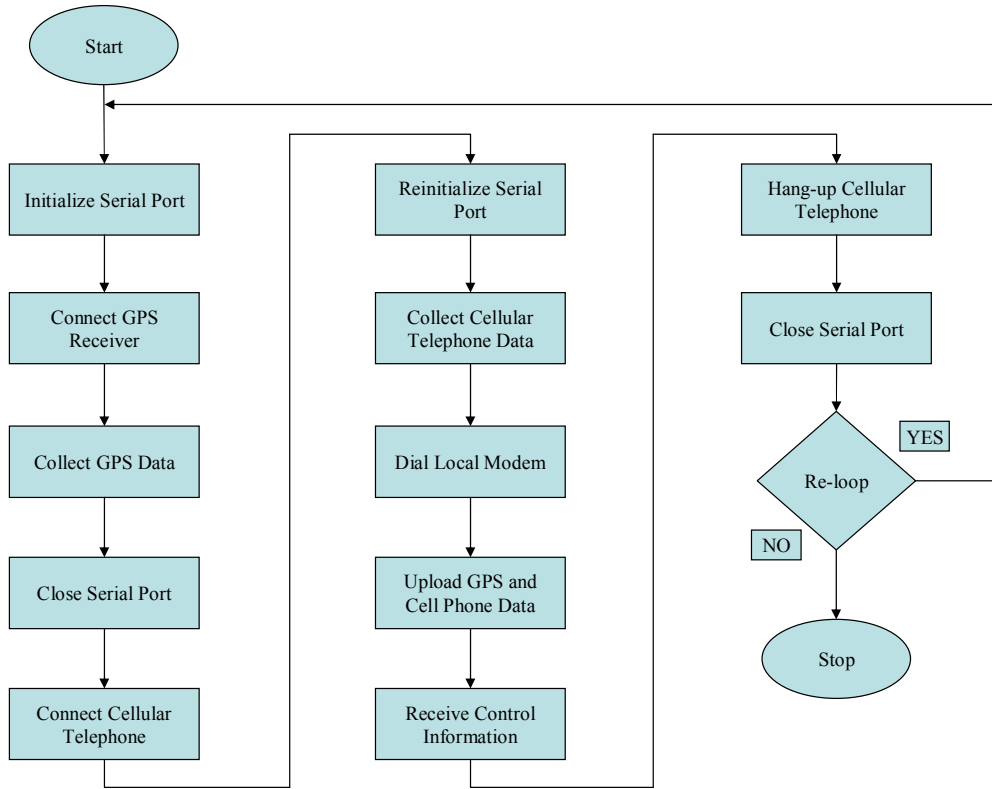 Start
Initialize Serial Port
Connect GPS
Receiver
Collect GPS Data
Close Serial Port
Connect Cellular
Telephone
Reinitialize Serial
Port
Collect Cellular
Telephone Data
Dial Local Modem
Upload GPS and
Cell Phone Data
Receive Control
Information
Hang-up Cellular
Telephone
Close Serial Port
Re-loop
YES
NO
Stop